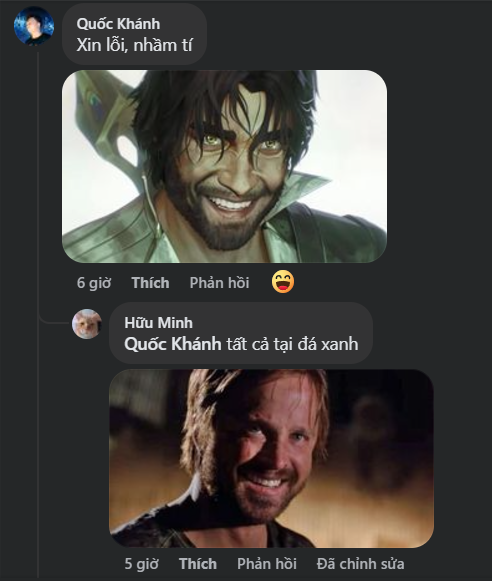 Quốc Khánh
Xin lỗi, nhầm tí
6 giờ Thích Phản hồi
Hữu Minh
Quốc Khánh tất cả tại đá xanh
5 giờ Thích Phản hồi Đã chỉnh sửa